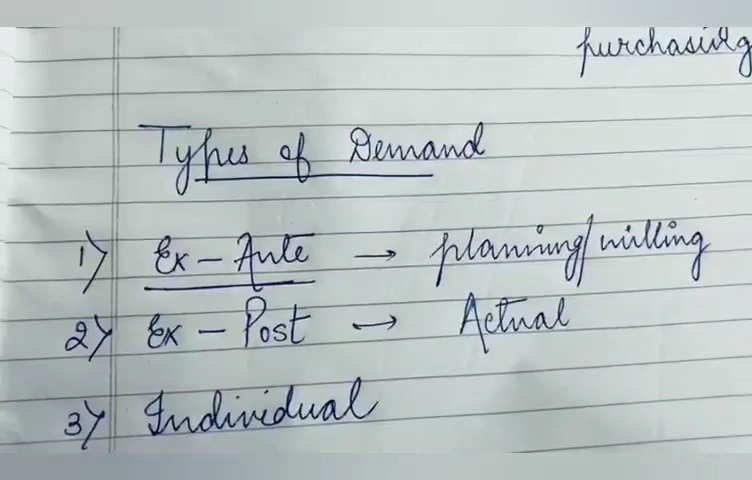 purchasing
Types of Demand
1) Ex - Ante → planning/willing
2) Ex - Post → Actual
3) Individual